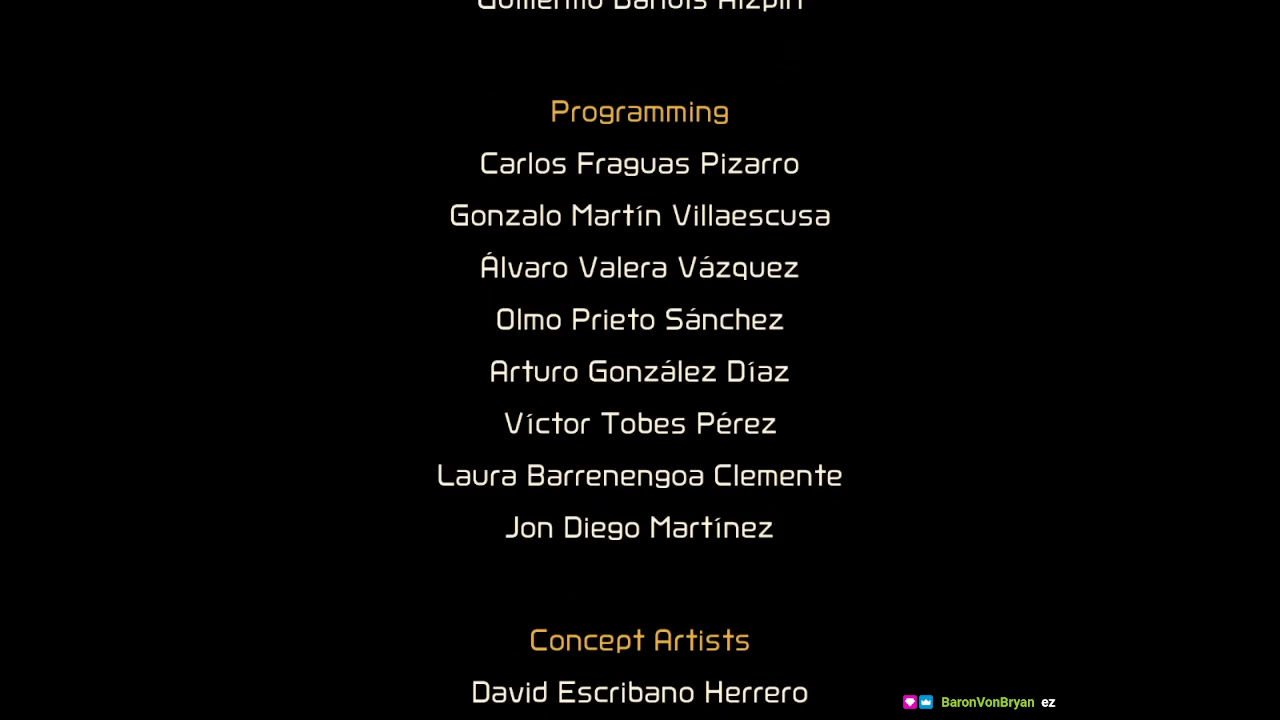 Programming
Carlos Fraguas Pizarro
Gonzalo Martín Villaescusa
Álvaro Valera Vázquez
Olmo Prieto Sánchez
Arturo González Díaz
Víctor Tobes Pérez
Laura Barrenengoa Clemente
Jon Diego Martínez
Concept Artists
David Escribano Herrero
BaronVonBryan ez